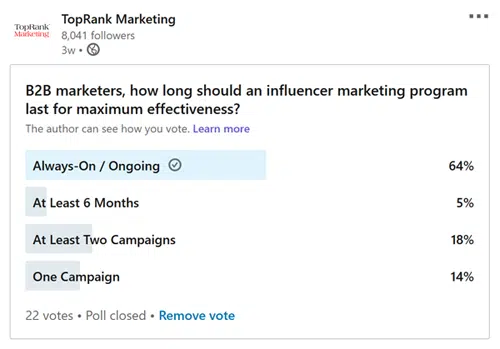 TopRank
Marketing
TopRank Marketing
8,041 followers
3w •
B2B marketers, how long should an influencer marketing program
last for maximum effectiveness?
The author can see how you vote. Learn more
Always-On / Ongoing 64%
At Least 6 Months 5%
At Least Two Campaigns 18%
One Campaign 14%
22 votes • Poll closed • Remove vote